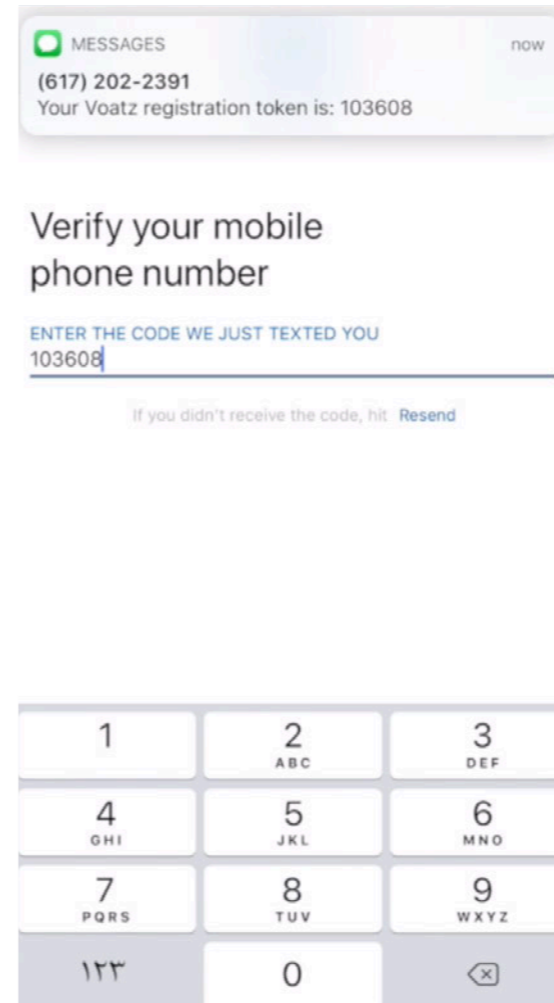 MESSAGES now
(617) 202-2391
Your Voatz registration token is: 103608
Verify your mobile
phone number
ENTER THE CODE WE JUST TEXTED YOU
103608
If you didn't receive the code, hit Resend
1 2 3
ABC DEF
4 5 6
GHI JKL MNO
7 8 9
PQRS TUV WXYZ
١٢٣ 0